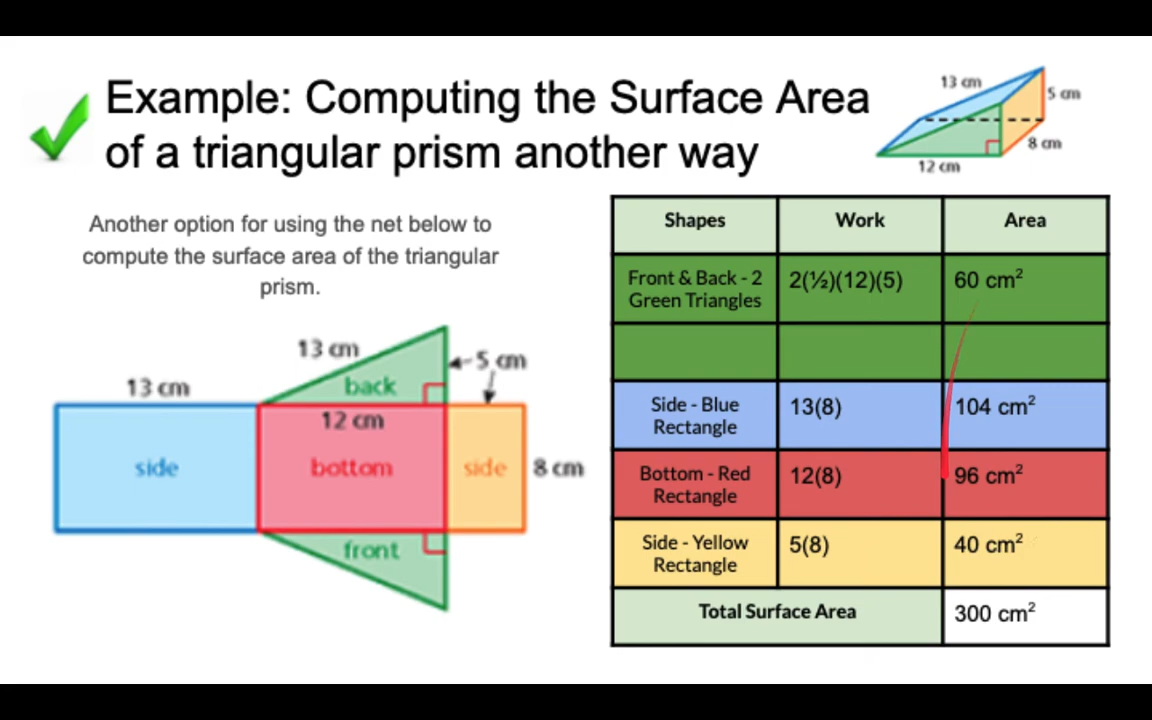 Example: Computing the Surface Area
of a triangular prism another way
13 cm
5 cm
8 cm
12 cm
Another option for using the net below to
compute the surface area of the triangular
prism.
13 cm
13 cm
5 cm
back
12 cm
side
bottom
side
8 cm
front
Shapes Work Area
Front & Back - 2
Green Triangles
2(½)(12)(5)
60 cm²
Side - Blue
Rectangle
13(8)
104 cm²
Bottom - Red
Rectangle
12(8)
96 cm²
Side - Yellow
Rectangle
5(8)
40 cm²
Total Surface Area
300 cm²